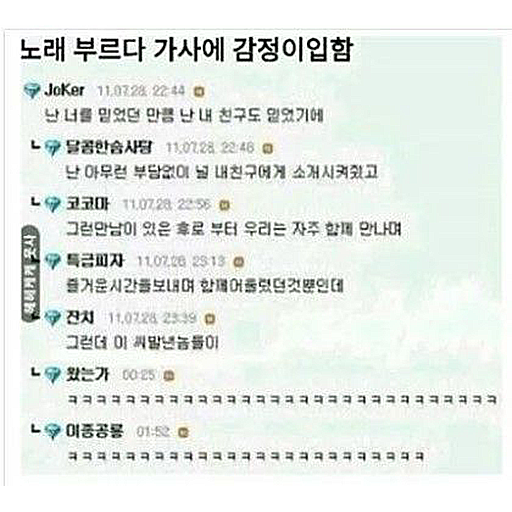 노래 부르다 가사에 감정이입함
JoKer 11.07.28, 22:44
난 너를 믿었던 만큼 난 내 친구도 믿었기에
ㄴ 달콤한솜사탕 11.07.28, 22:48
난 아무런 부담없이 널 내친구에게 소개시켜줬고
ㄴ 코코마 11.07.28, 22:56
그런만남이 있은 후로 부터 우리는 자주 함께 만나며
ㄴ 특급피자 11.07.28, 23:13
즐거운시간을보내며 함께어울렸던것뿐인데
ㄴ 잔치 11.07.28, 23:39
그런데 이 씨말년놈들이
ㄴ 왔는가 00:25
ㅋㅋㅋㅋㅋㅋㅋㅋㅋㅋㅋㅋㅋㅋㅋㅋㅋㅋㅋㅋㅋㅋㅋㅋㅋㅋㅋㅋㅋㅋ
ㄴ 이중공룡 01:52
ㅋㅋㅋㅋㅋㅋㅋㅋㅋㅋㅋㅋㅋㅋㅋㅋㅋㅋㅋㅋㅋㅋㅋㅋㅋ